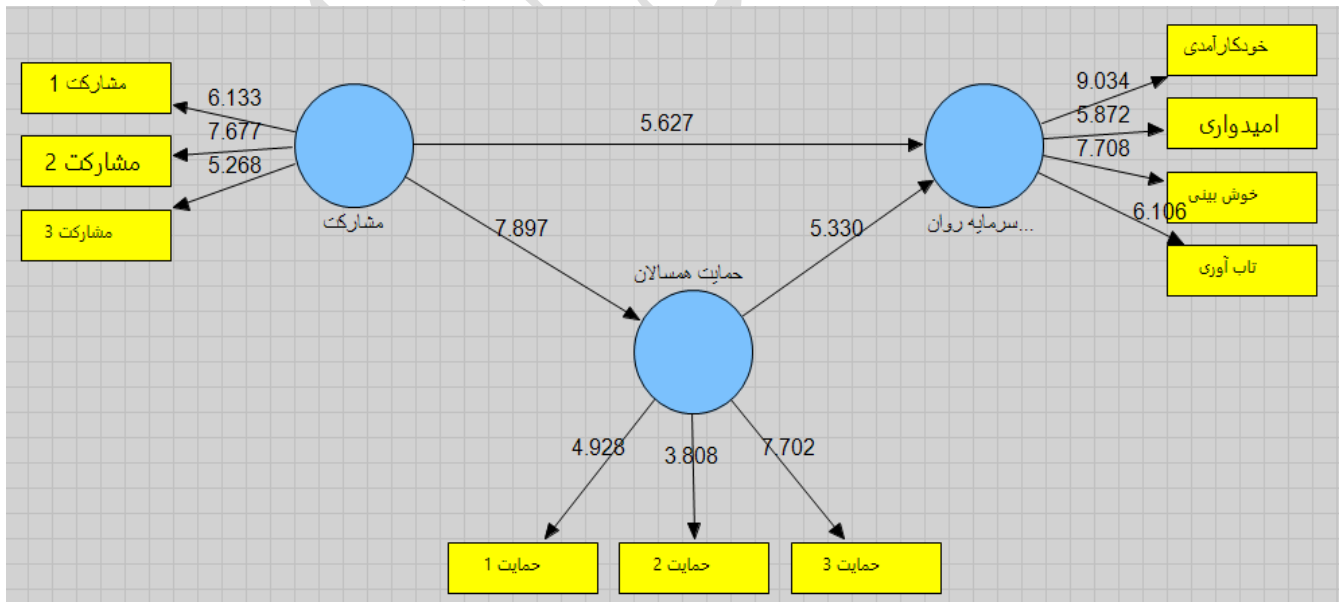 خودکارآمدی
مشارکت 1
9.034
6.133
5.872
امیدواری
5.627
7.677
مشارکت 2
7.708
5.268
خوش بینی
6.106
مشارکت 3
مشارکت
7.897
5.330
سرمایه روان...
تاب آوری
حمایت همسالان
4.928
3.808
7.702
حمایت 1
حمایت 2
حمایت 3